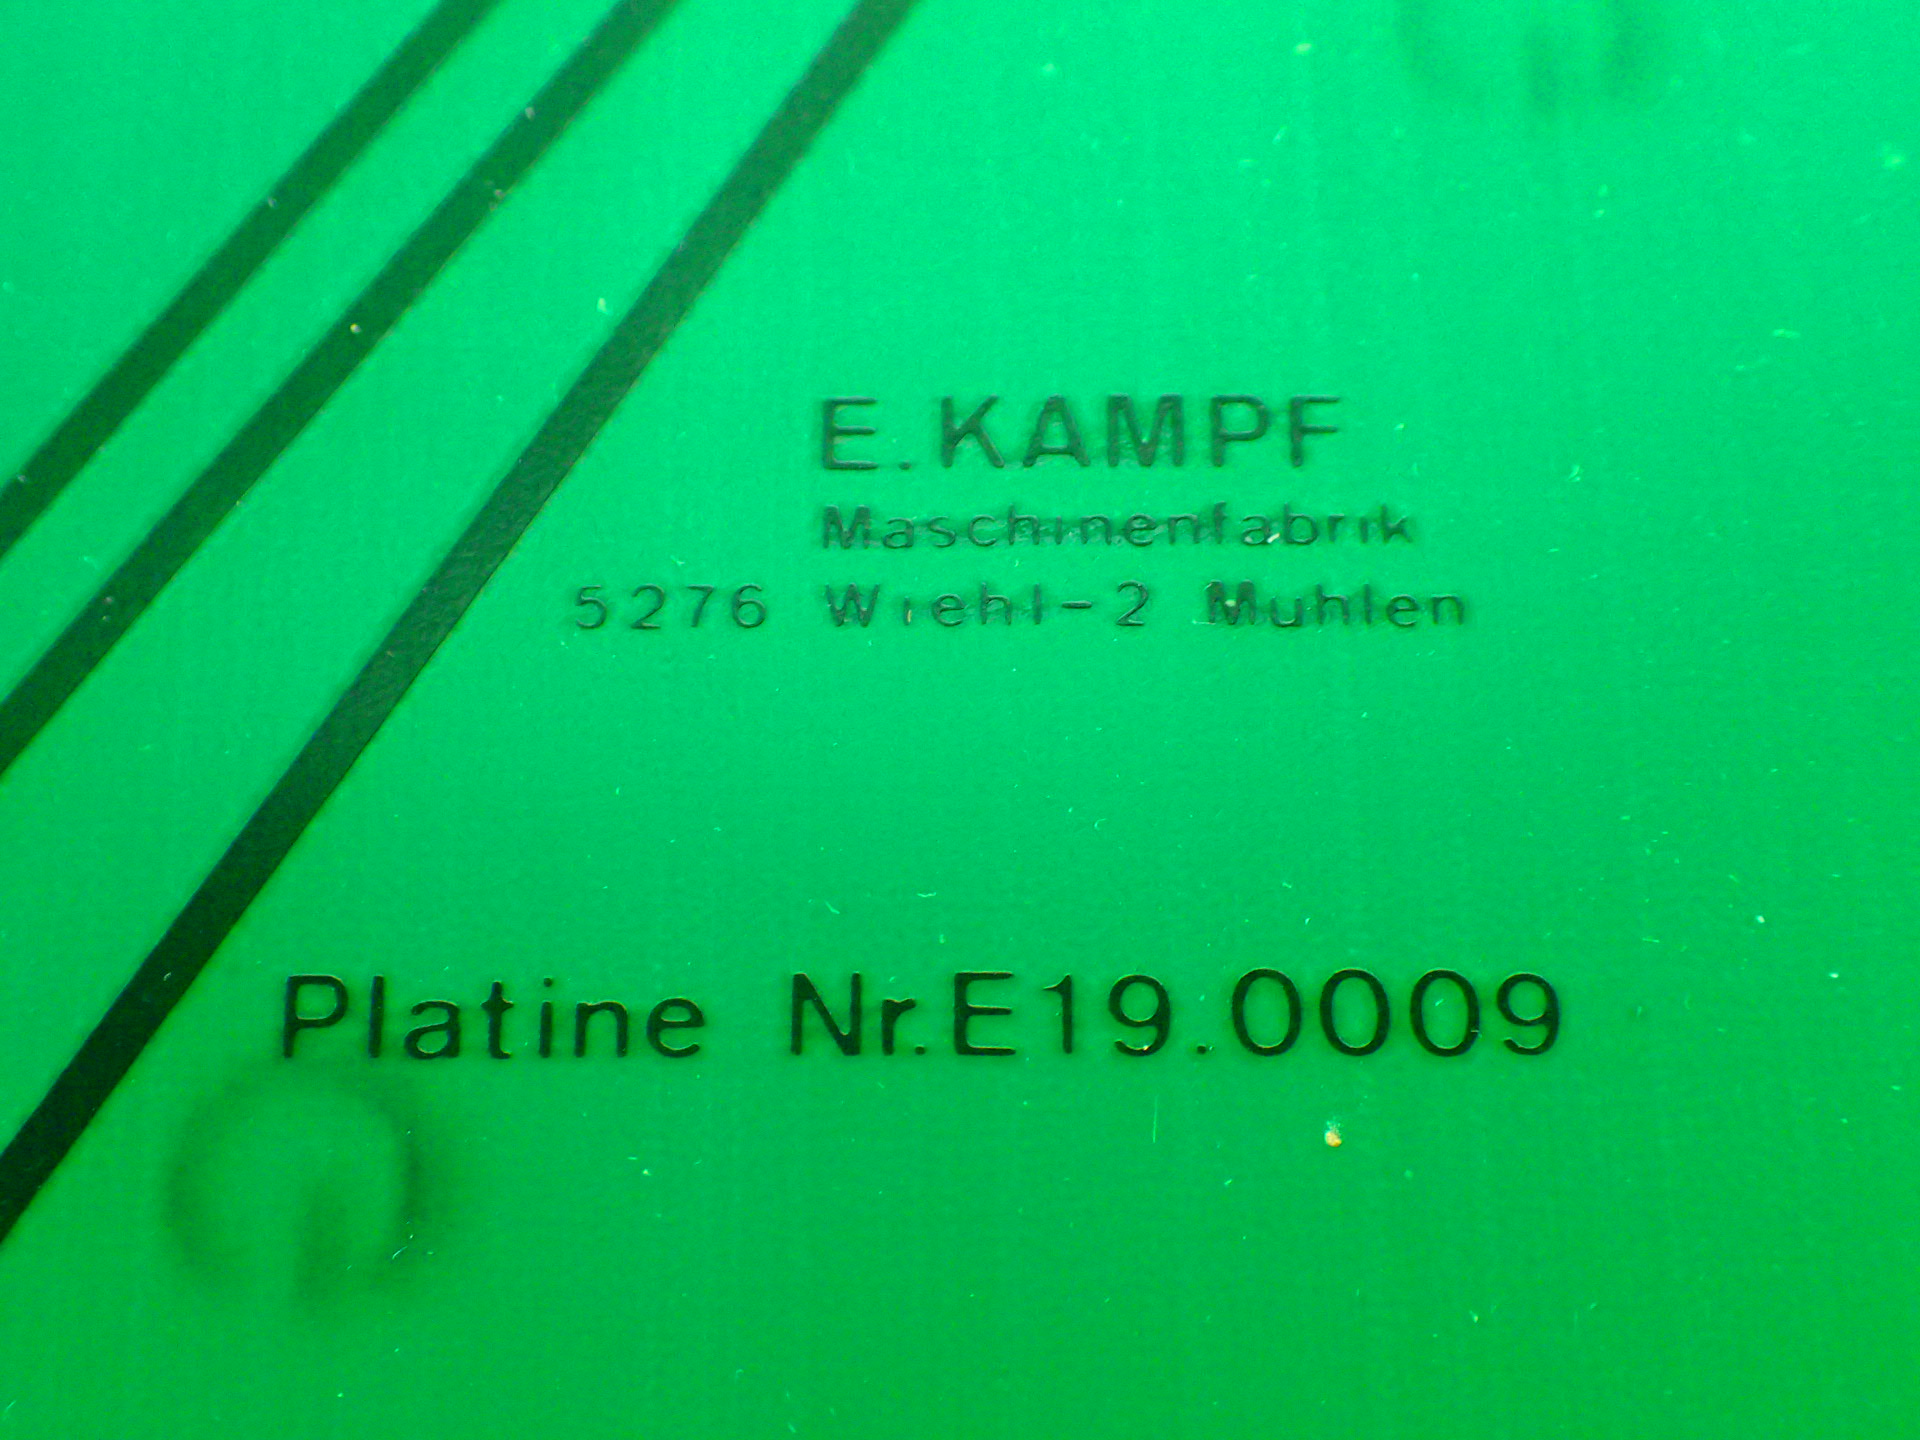 E.KAMPF
Maschinenfabrik
5276 Wiehl-2 Muhlen
Platine Nr.E19.0009